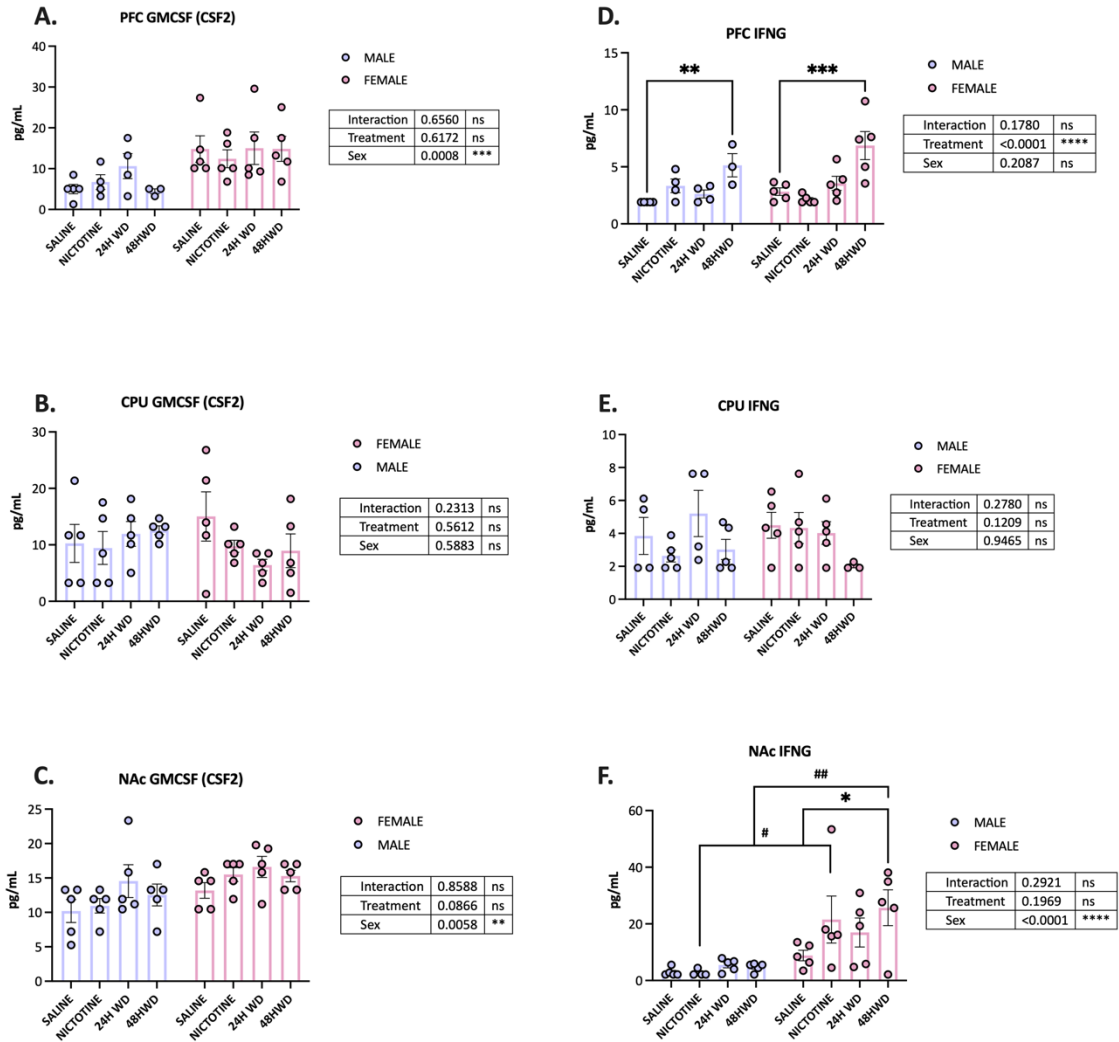 A.
PFC GMCSF (CSF2)
40
30
20
10
0
pg/mL
SALINE
NICTOTINE
24H WD
48HWD
SALINE
NICTOTINE
24H WD
48HWD
MALE
FEMALE
Interaction 0.6560 ns
Treatment 0.6172 ns
Sex 0.0008 ***
D.
PFC IFNG
15
10
5
0
pg/mL
**
***
SALINE
NICTOTINE
24H WD
48HWD
SALINE
NICTOTINE
24H WD
48HWD
MALE
FEMALE
Interaction 0.1780 ns
Treatment <0.0001 ****
Sex 0.2087 ns
B.
CPU GMCSF (CSF2)
30
20
10
0
pg/mL
SALINE
NICTOTINE
24H WD
48HWD
SALINE
NICTOTINE
24H WD
48HWD
FEMALE
MALE
Interaction 0.2313 ns
Treatment 0.5612 ns
Sex 0.5883 ns
E.
CPU IFNG
10
8
6
4
2
0
pg/mL
SALINE
NICTOTINE
24H WD
48HWD
SALINE
NICTOTINE
24H WD
48HWD
MALE
FEMALE
Interaction 0.2780 ns
Treatment 0.1209 ns
Sex 0.9465 ns
C.
NAc GMCSF (CSF2)
25
20
15
10
5
0
pg/mL
SALINE
NICTOTINE
24H WD
48HWD
SALINE
NICTOTINE
24H WD
48HWD
FEMALE
MALE
Interaction 0.8588 ns
Treatment 0.0866 ns
Sex 0.0058 **
NAc IFNG
F.
##
*
#
60
40
20
0
pg/mL
SALINE
NICTOTINE
24H WD
48HWD
SALINE
NICTOTINE
24H WD
48HWD
MALE
FEMALE
Interaction 0.2921 ns
Treatment 0.1969 ns
Sex <0.0001 ****